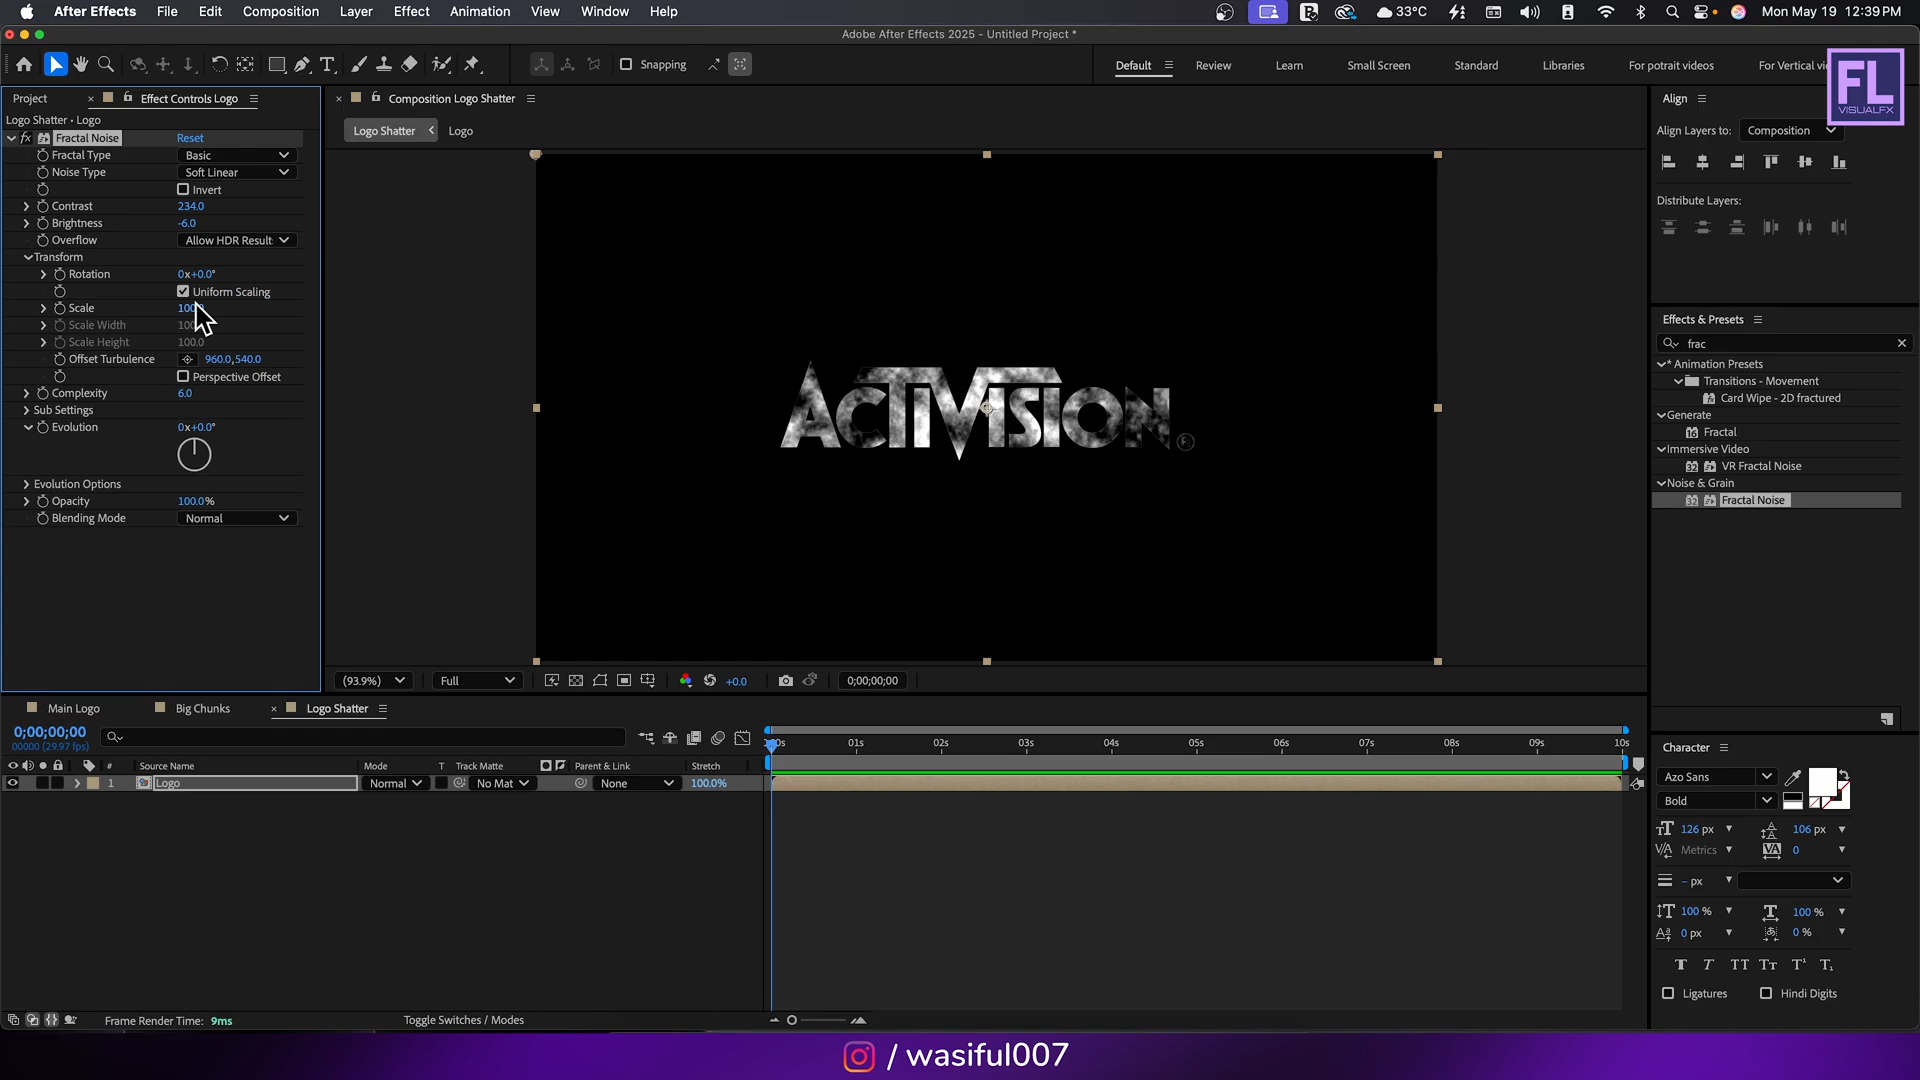 After Effects File Edit Composition Layer Effect Animation View Window Help 33°C Mon May 19 12:39 PM
Adobe After Effects 2025 - Untitled Project *
Snapping Default Review Learn Small Screen Standard Libraries For potrait videos For Vertical vi
FL
VISUALFX
Project Effect Controls Logo Composition Logo Shatter Align
Logo Shatter • Logo
Logo Shatter Logo Align Layers to: Composition
fx Fractal Noise Reset
Fractal Type Basic
Noise Type Soft Linear
Invert
Contrast 234.0
Brightness -6.0
Overflow Allow HDR Result
Transform
Rotation 0x+0.0°
Uniform Scaling
Scale 100.0
Scale Width
Scale Height 100.0
Offset Turbulence 960.0,540.0
Perspective Offset
Complexity 6.0
Sub Settings
Evolution 0x+0.0°
Evolution Options
Opacity 100.0%
Blending Mode Normal
ACTIVISION
Distribute Layers:
Effects & Presets
frac
* Animation Presets
Transitions - Movement
Card Wipe - 2D fractured
Generate
16 Fractal
Immersive Video
32 VR Fractal Noise
Noise & Grain
32 Fractal Noise
(93.9%) Full +0.0 0;00;00;00
Main Logo Big Chunks Logo Shatter
0;00;00;00
00000 (29.97 fps)
01s 02s 03s 04s 05s 06s 07s 08s 09s 10s
# Source Name Mode T Track Matte Parent & Link Stretch
1 Logo Normal No Mat None 100.0%
Character
Azo Sans
Bold
126 px 106 px
Metrics 0
- px
100 % 100 %
0 px 0 %
T T TT Tт T¹ T₁
Ligatures Hindi Digits
Frame Render Time: 9ms Toggle Switches / Modes
/ wasiful007